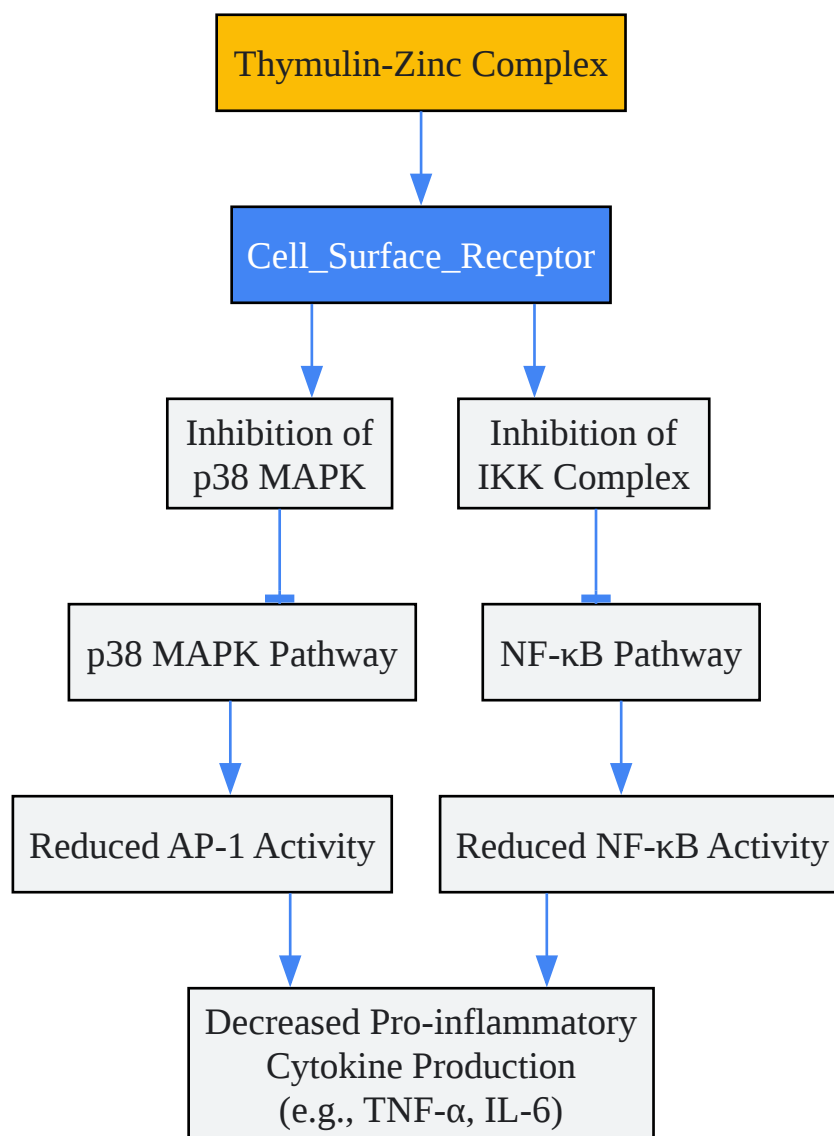 Thymulin-Zinc Complex
Cell_Surface_Receptor
Inhibition of
p38 MAPK
Inhibition of
IKK Complex
p38 MAPK Pathway
NF-κB Pathway
Reduced AP-1 Activity
Reduced NF-κB Activity
Decreased Pro-inflammatory
Cytokine Production
(e.g., TNF-α, IL-6)